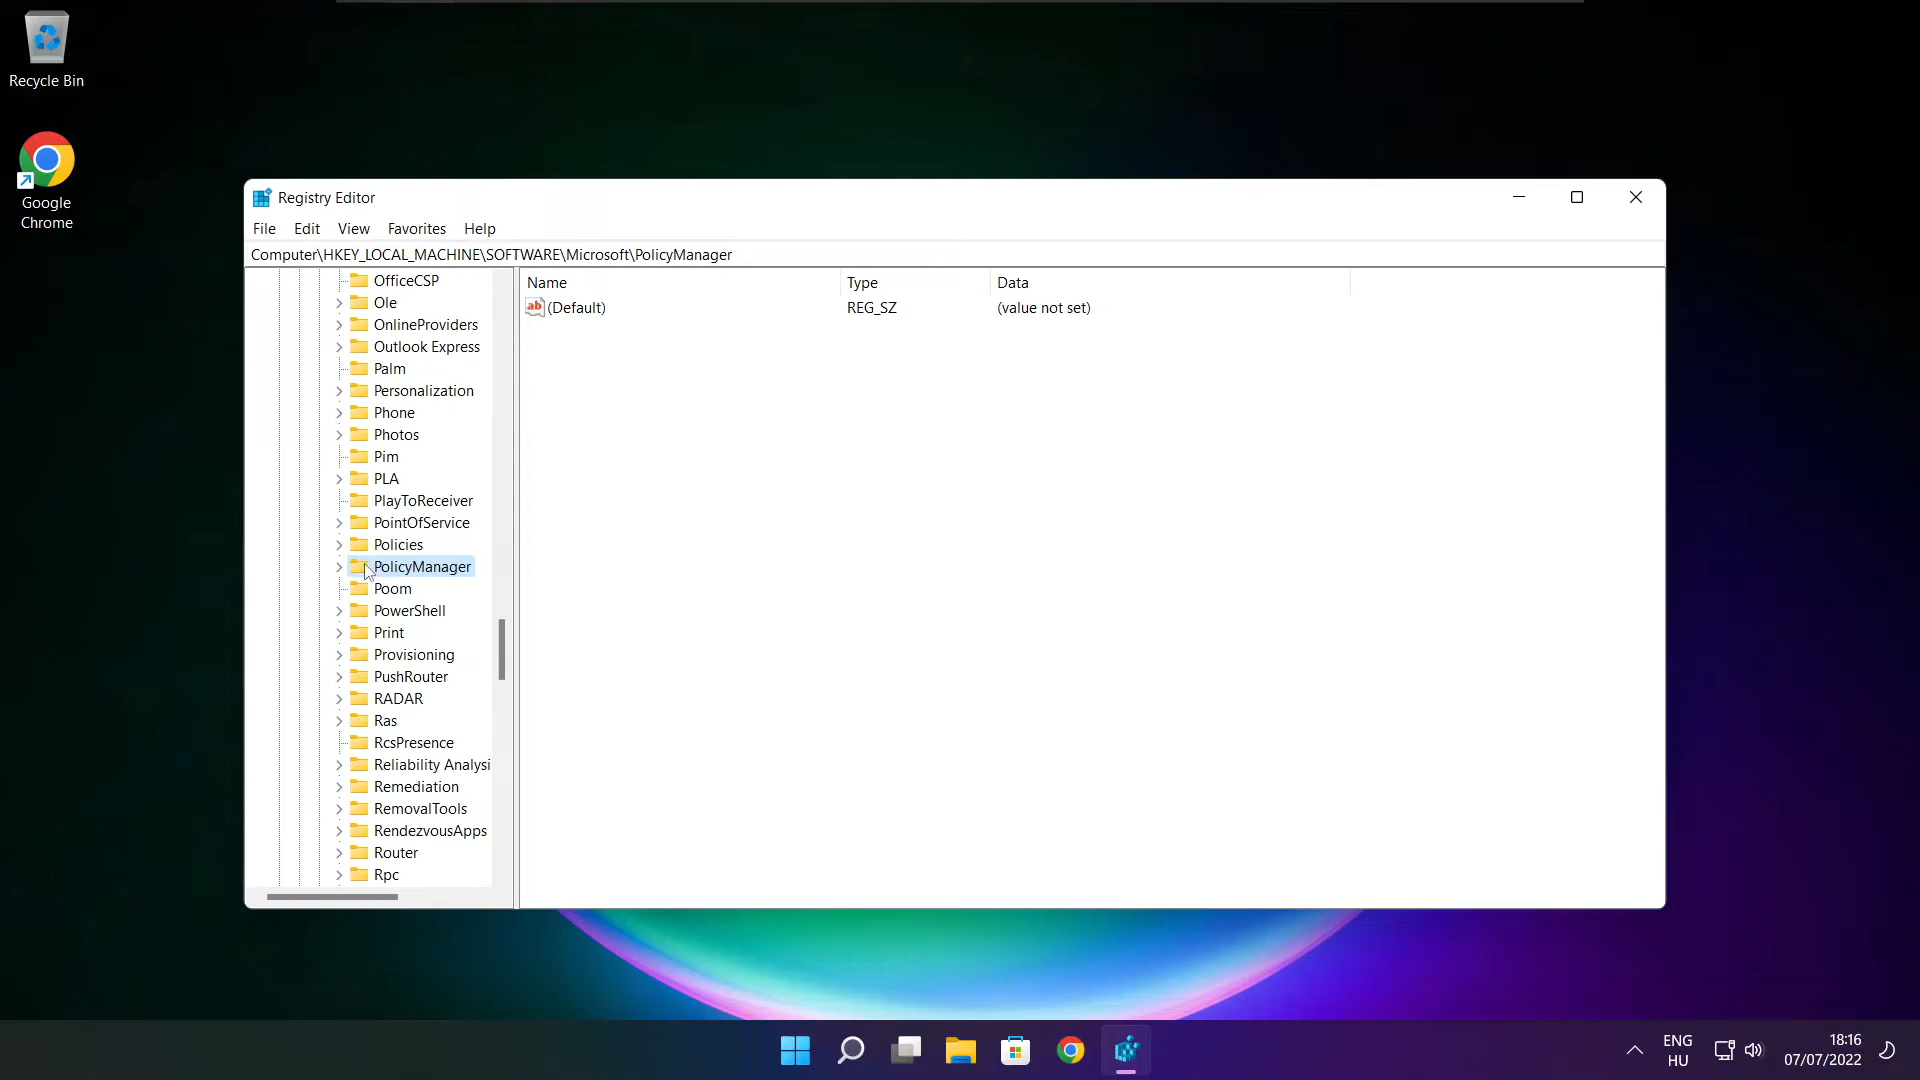 Recycle Bin
Google
Chrome
Registry Editor
File Edit View Favorites Help
Computer\HKEY_LOCAL_MACHINE\SOFTWARE\Microsoft\PolicyManager
OfficeCSP
Ole
OnlineProviders
Outlook Express
Palm
Personalization
Phone
Photos
Pim
PLA
PlayToReceiver
PointOfService
Policies
PolicyManager
Poom
PowerShell
Print
Provisioning
PushRouter
RADAR
Ras
RcsPresence
Reliability Analysi
Remediation
RemovalTools
RendezvousApps
Router
Rpc
Name Type Data
ab (Default) REG_SZ (value not set)
ENG
HU
18:16
07/07/2022